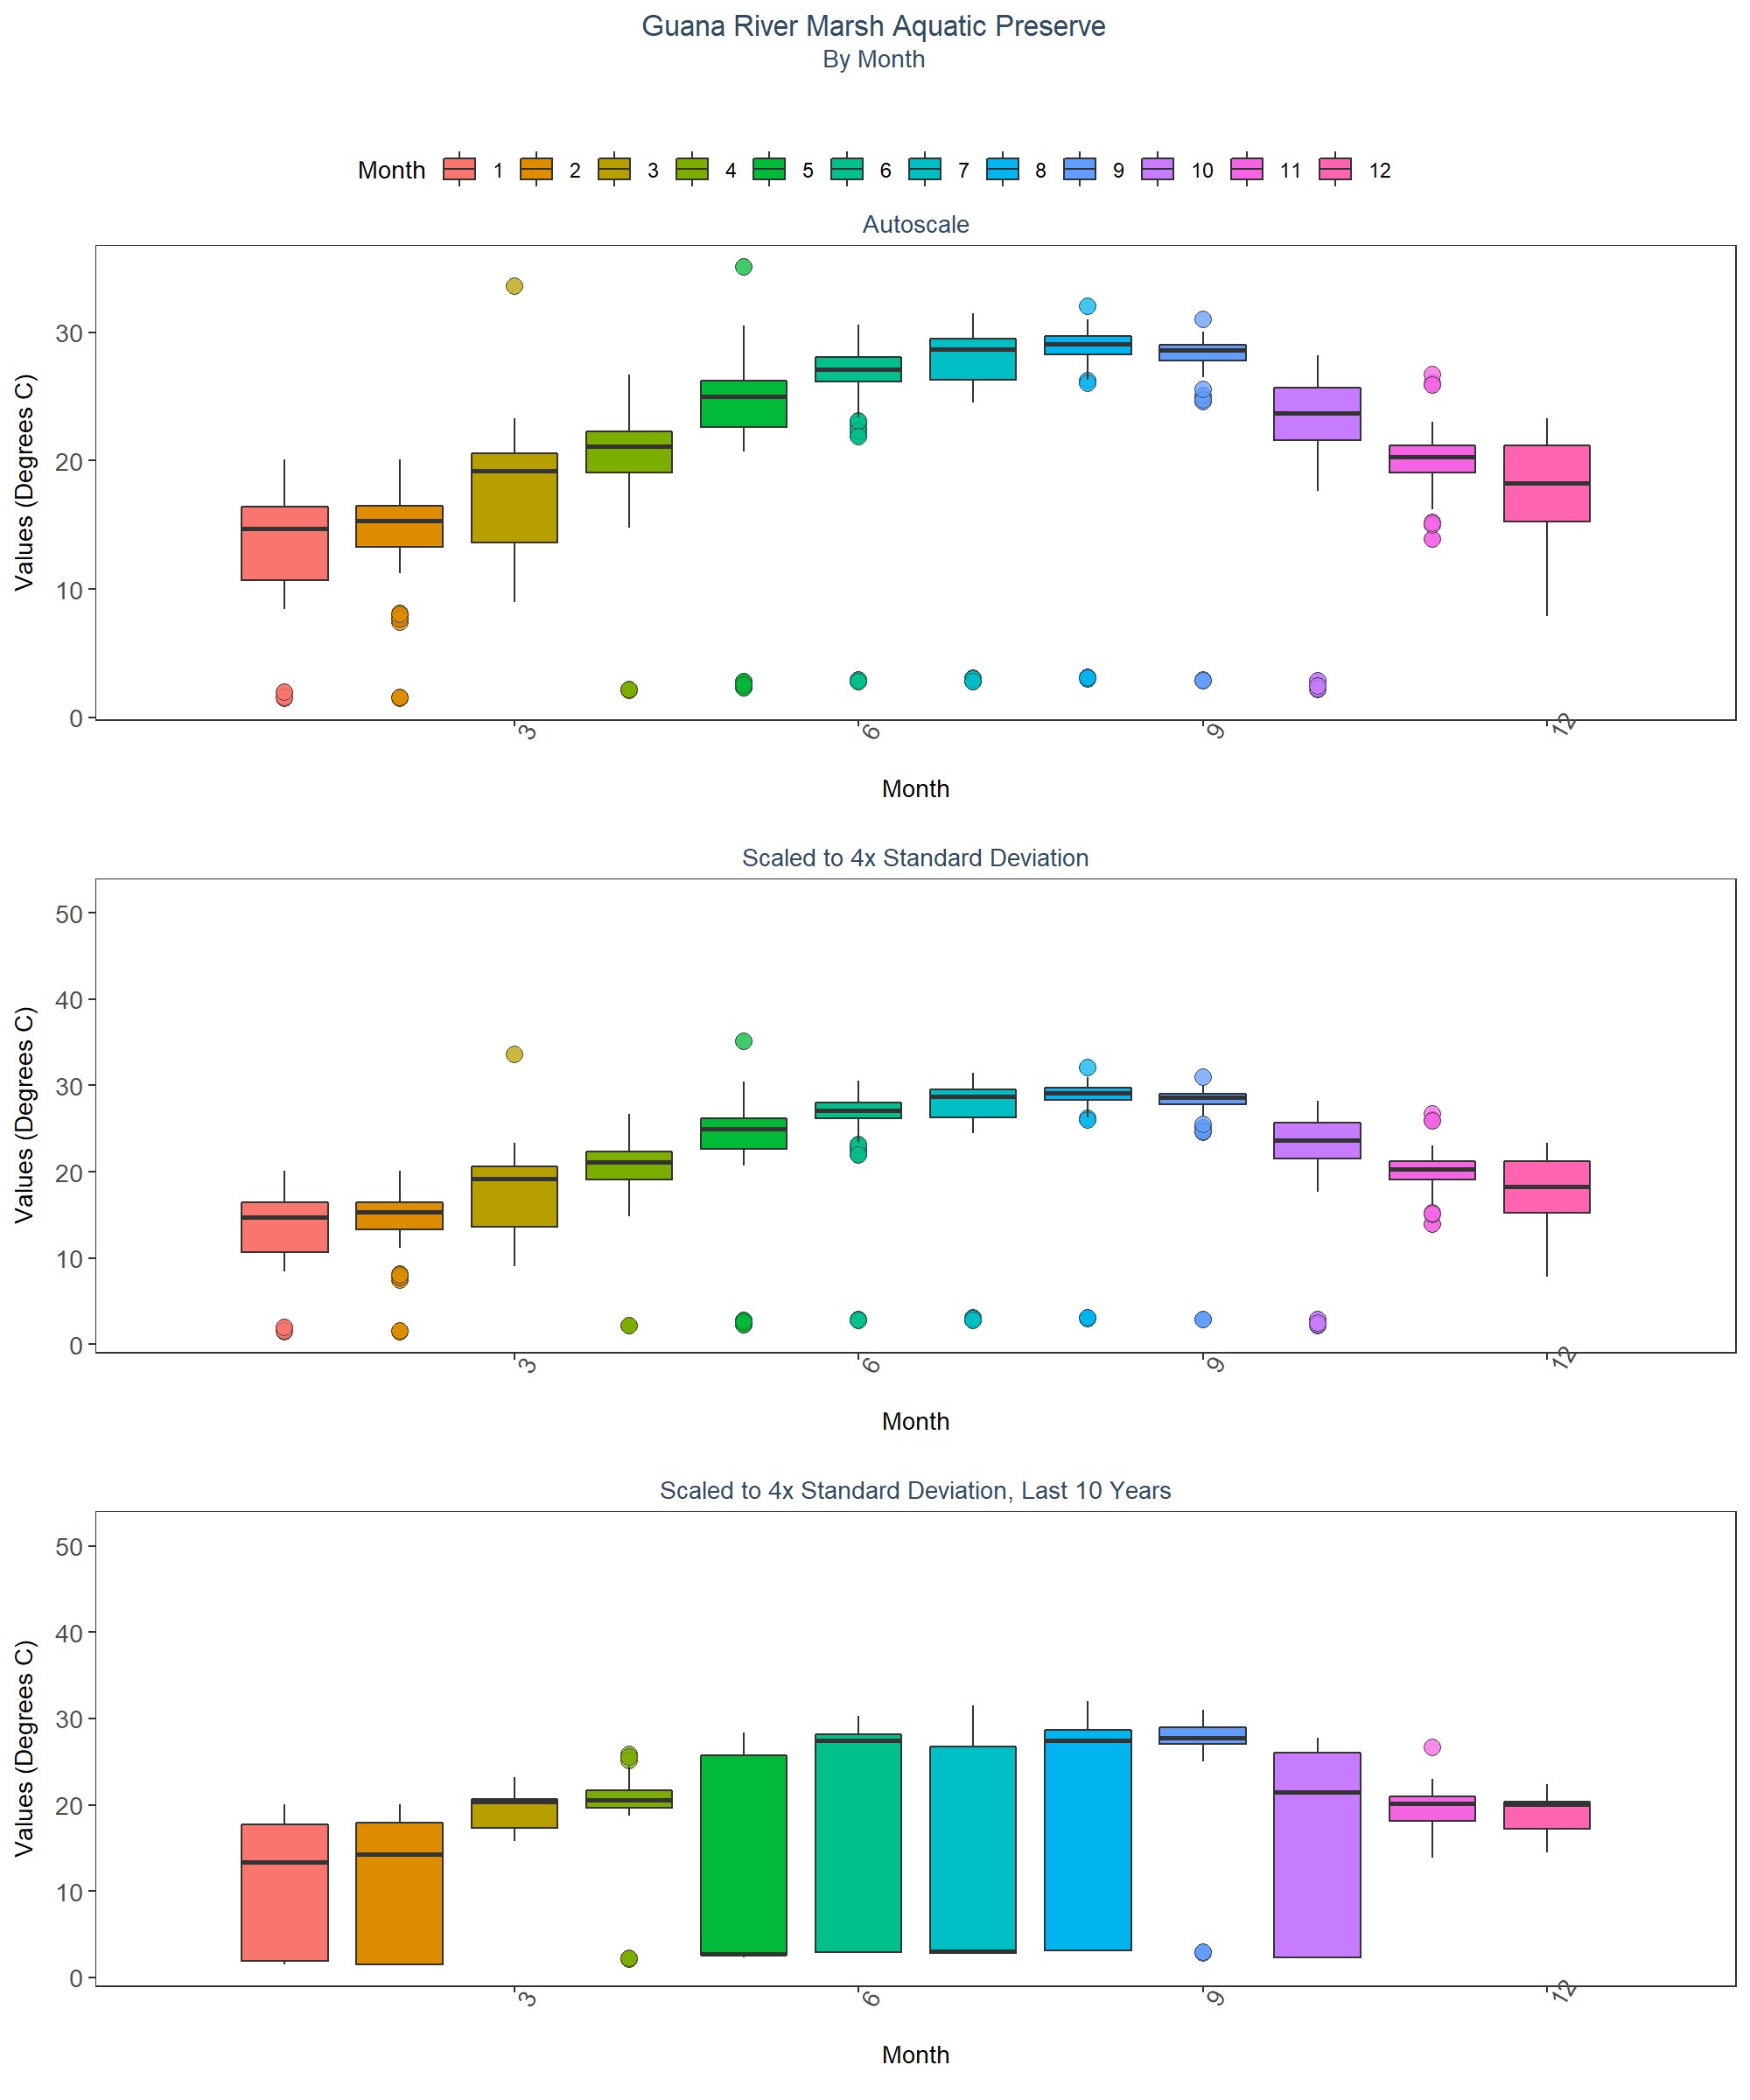 Guana River Marsh Aquatic Preserve
By Month
Month 1 2 3 4 5 6 7 8 9 10 11 12
Autoscale
Values (Degrees C)
30
20
10
0
3 6 9 12
Month
Scaled to 4x Standard Deviation
Values (Degrees C)
50
40
30
20
10
0
3 6 9 12
Month
Scaled to 4x Standard Deviation, Last 10 Years
Values (Degrees C)
50
40
30
20
10
0
3 6 9 12
Month